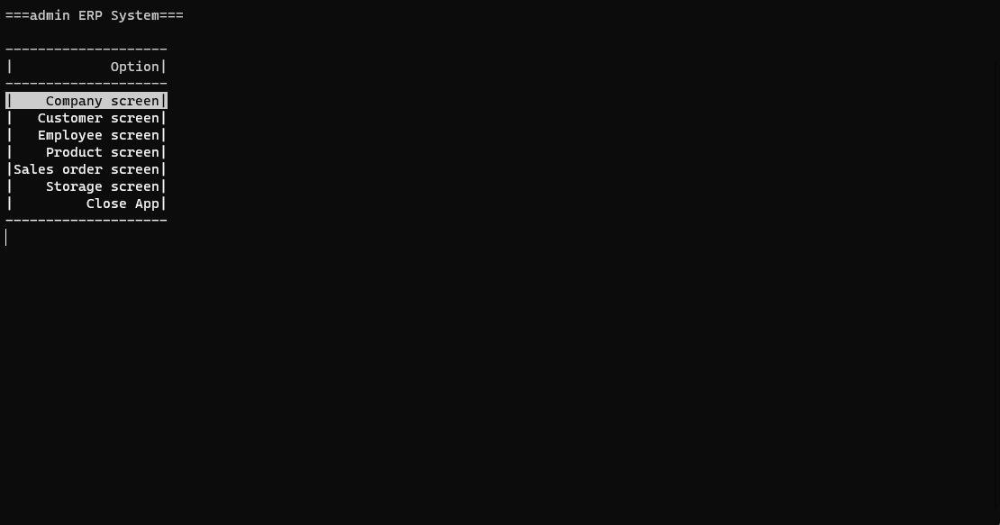 ===admin ERP System===
--------------------
|            Option|
--------------------
|    Company screen|
|   Customer screen|
|   Employee screen|
|    Product screen|
|Sales order screen|
|    Storage screen|
|         Close App|
--------------------